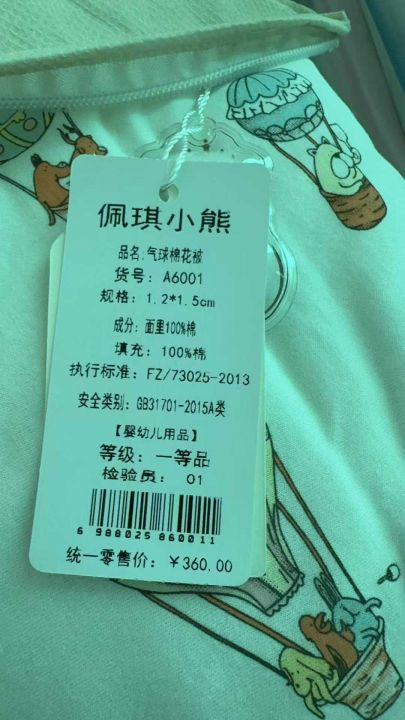 佩琪小熊
品名:气球棉花被
货号: A6001
规格: 1.2*1.5cm
成分: 面里100%棉
填充: 100%棉
执行标准: FZ/73025-2013
安全类别: GB31701-2015A类
【婴幼儿用品】
等级: 一等品
检验员: 01
6 988025 860011
统一零售价: ￥360.00